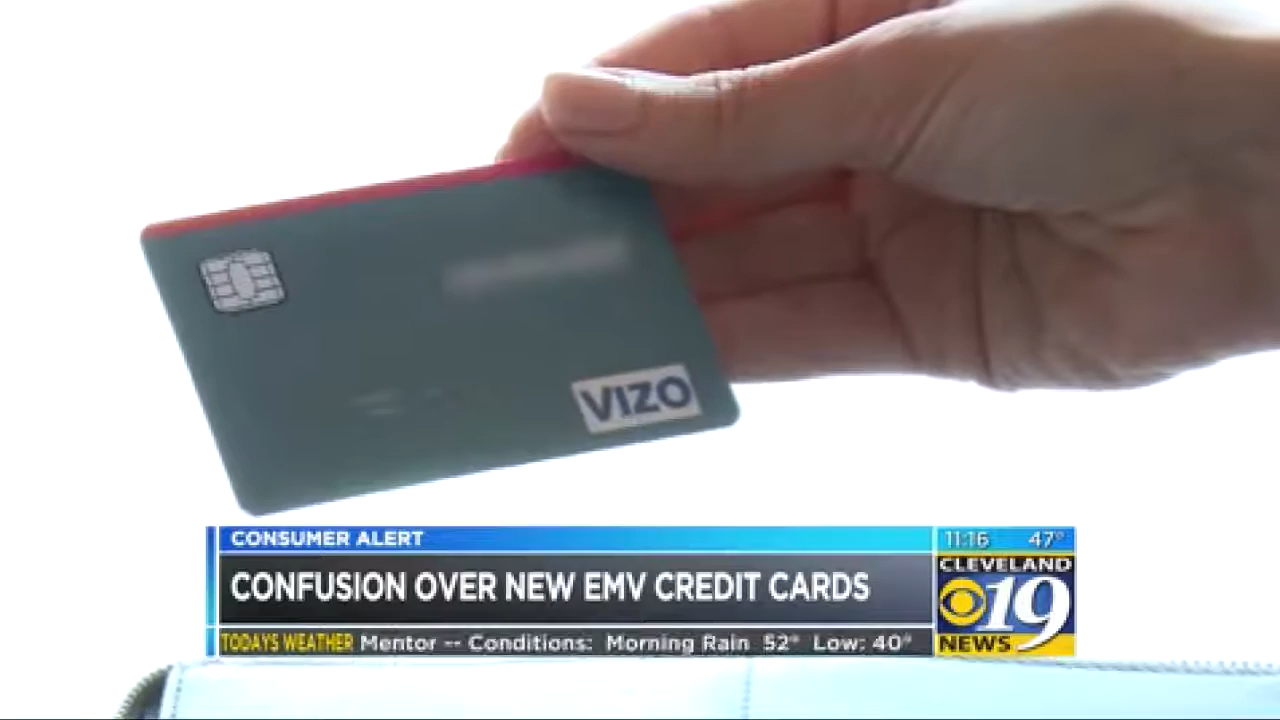 VIZO
CONSUMER ALERT
11:16 47°
CONFUSION OVER NEW EMV CREDIT CARDS
CLEVELAND
19
NEWS
TODAYS WEATHER Mentor -- Conditions: Morning Rain 52° Low: 40°